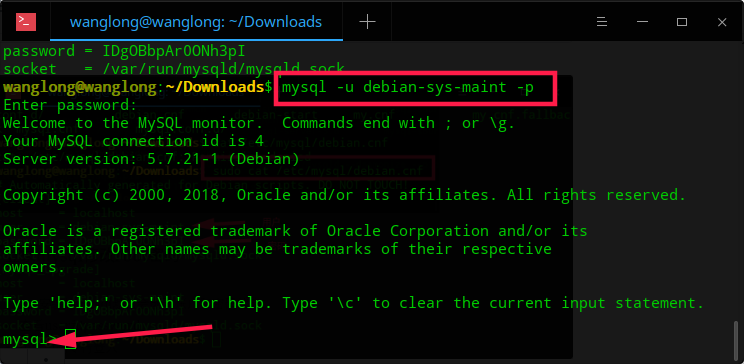 wanglong@wanglong: ~/Downloads
password = IDgOBbpAr0ONh3pI
socket   = /var/run/mysqld/mysqld.sock
wanglong@wanglong:~/Downloads$ mysql -u debian-sys-maint -p
Enter password:
Welcome to the MySQL monitor.  Commands end with ; or \g.
Your MySQL connection id is 4
Server version: 5.7.21-1 (Debian)
Copyright (c) 2000, 2018, Oracle and/or its affiliates. All rights reserved.
Oracle is a registered trademark of Oracle Corporation and/or its
affiliates. Other names may be trademarks of their respective
owners.
Type 'help;' or '\h' for help. Type '\c' to clear the current input statement.
mysql>